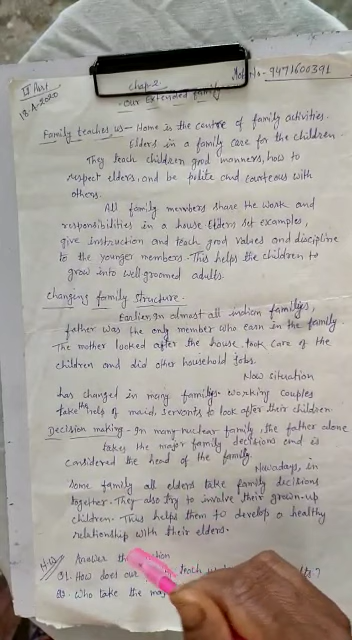 II Part
18-A-2020
Mob No- 9471600391
chap-2.
Our Extended family
Family teaches us- Home is the centre of family activities.
Elders in a family care for the children.
They teach children good manners, how to
respect elders, and be polite and courteous with
others.
All family members share the work and
responsibilities in a house. Elders set examples,
give instruction and teach good values and discipline
to the younger members. This helps the children to
grow into well groomed adults.
Changing family structure.
Earlier, In almost all indian families,
father was the only member who earn in the family.
The mother looked after the house, took care of the
children and did other household jobs.
Now situation
has changed in many families. working couples
take the help of maid, servants to look after their children.
Decision making - In many nuclear family, the father alone
takes the major family decisions and is
considered the head of the family.
Nowadays, in
some family all elders take family decisions
together. They also try to involve their grown-up
children. Thus helps them to develop a healthy
relationship with their elders.
H.W
Answer the
Q1. How does our teach
Q2. Who take the